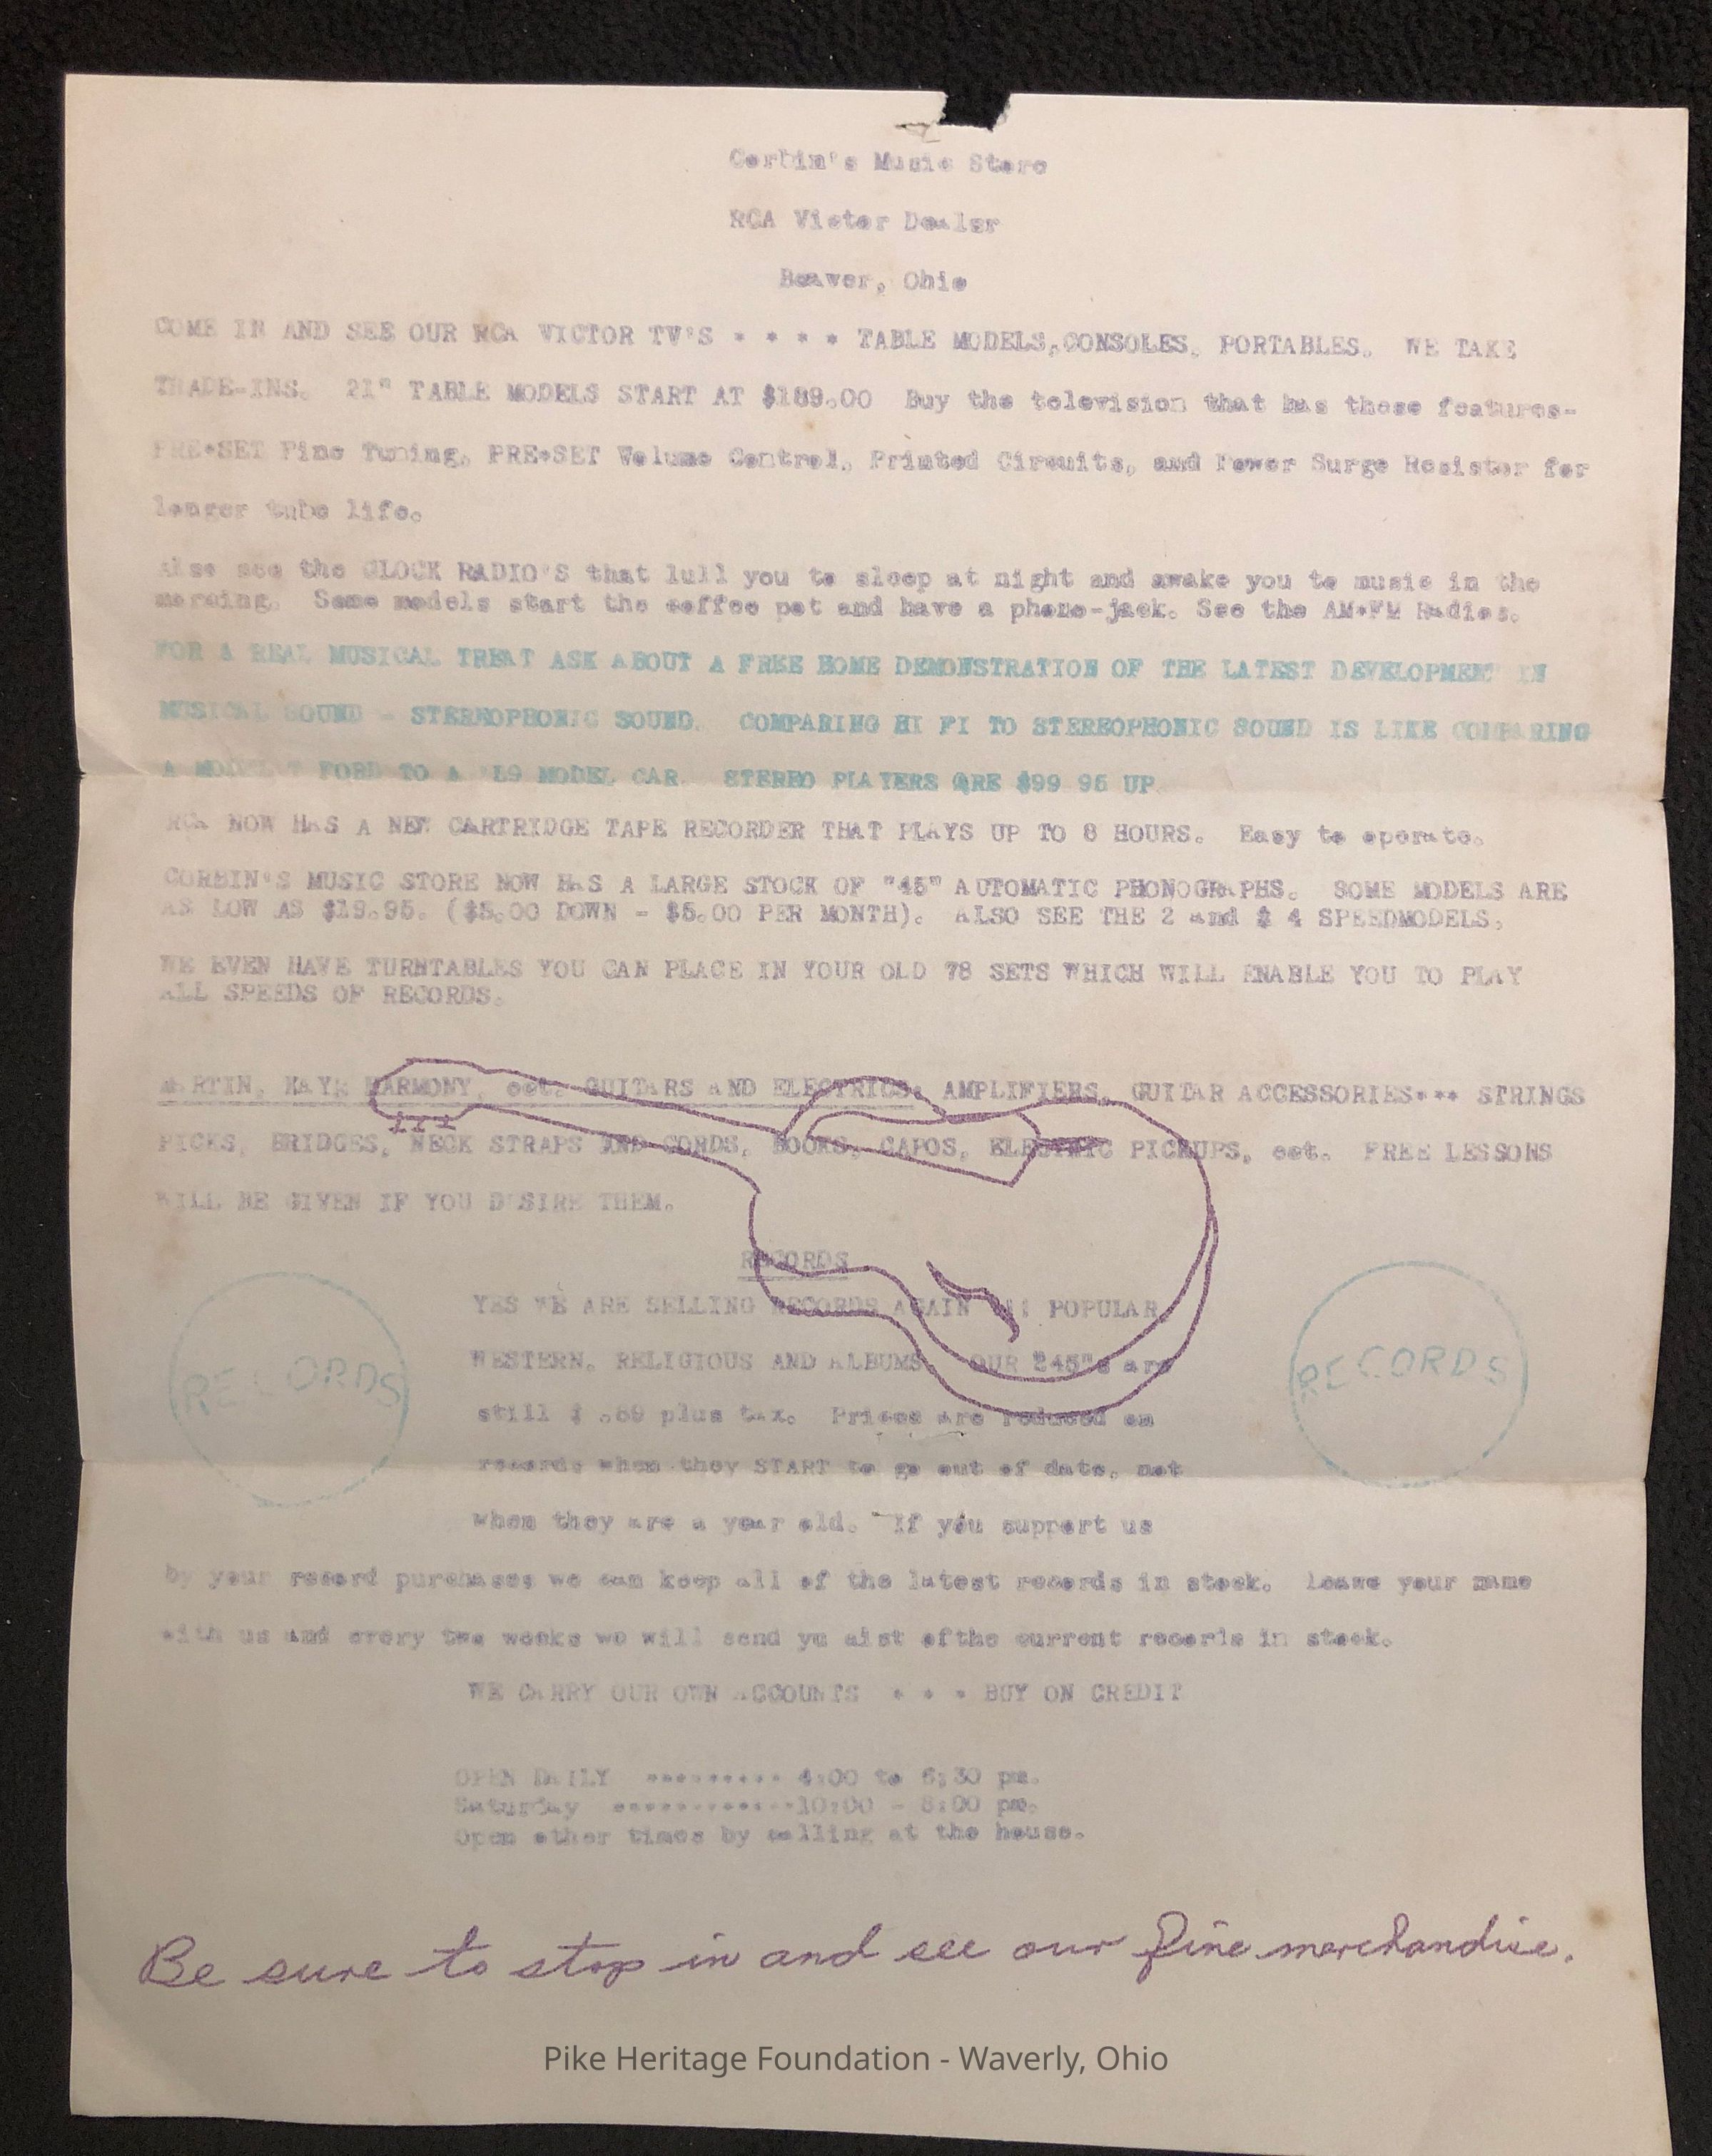 Corbin's Music Store
RCA Victor Dealer
Beaver, Ohio
COME IN AND SEE OUR RCA VICTOR TV'S * * * * TABLE MODELS,CONSOLES, PORTABLES. WE TAKE
TRADE-INS. 21" TABLE MODELS START AT $189.00 Buy the television that has these features-
PRE*SET Fine Tuning, PRE*SET Volume Control, Printed Circuits, and Power Surge Resister for
longer tube life.
Also see the CLOCK RADIO'S that lull you to sleep at night and awake you to music in the
morning. Some models start the coffee pot and have a phono-jack. See the AM*FM Radios.
FOR A REAL MUSICAL TREAT ASK ABOUT A FREE HOME DEMONSTRATION OF THE LATEST DEVELOPMENT IN
MUSICAL SOUND - STEREOPHONIC SOUND. COMPARING HI FI TO STEREOPHONIC SOUND IS LIKE COMPARING
A MODEL T FORD TO A MODEL CAR. STEREO PLAYERS QRE $99 95 UP
RCA NOW HAS A NEW CARTRIDGE TAPE RECORDER THAT PLAYS UP TO 8 HOURS. Easy to operate.
CORBIN'S MUSIC STORE NOW HAS A LARGE STOCK OF "45" AUTOMATIC PHONOGRAPHS. SOME MODELS ARE
AS LOW AS $19.95. ($5.00 DOWN - $5.00 PER MONTH). ALSO SEE THE 2 and 4 SPEEDMODELS,
WE EVEN HAVE TURNTABLES YOU CAN PLACE IN YOUR OLD 78 SETS WHICH WILL ENABLE YOU TO PLAY
ALL SPEEDS OF RECORDS.
MARTIN, KAY, HARMONY, ect. GUITARS AND ELECTRICS, AMPLIFIERS, GUITAR ACCESSORIES*** STRINGS
PICKS, BRIDGES, NECK STRAPS AND CORDS, BOOKS, CAPOS, ELECTRIC PICKUPS, ect. FREE LESSONS
WILL BE GIVEN IF YOU DESIRE THEM.
RECORDS
YES WE ARE SELLING RECORDS AGAIN !!! POPULAR,
WESTERN, RELIGIOUS AND ALBUMS. OUR "45"s are
still $ .89 plus tax. Prices are reduced on
records when they START to go out of date, not
when they are a year old. If you support us
RECORDS
RECORDS
by your record purchases we can keep all of the latest records in stock. Leave your name
with us and every two weeks we will send yu aist ofthe current records in stock.
WE CARRY OUR OWN ACCOUNTS * * * BUY ON CREDIT
OPEN DAILY ********** 4:00 to 6:30 pm.
Saturday *************10:00 - 8:00 pm.
Open other times by calling at the house.
Be sure to stop in and see our fine merchandise.
Pike Heritage Foundation - Waverly, Ohio